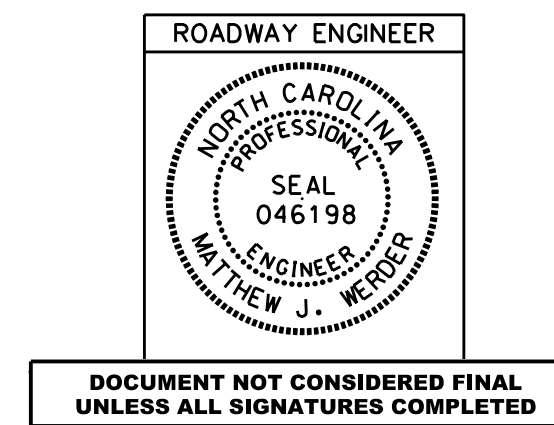 ROADWAY ENGINEER
NORTH CAROLINA
PROFESSIONAL
SEAL
046198
ENGINEER
MATTHEW J. WERDER
DOCUMENT NOT CONSIDERED FINAL
UNLESS ALL SIGNATURES COMPLETED